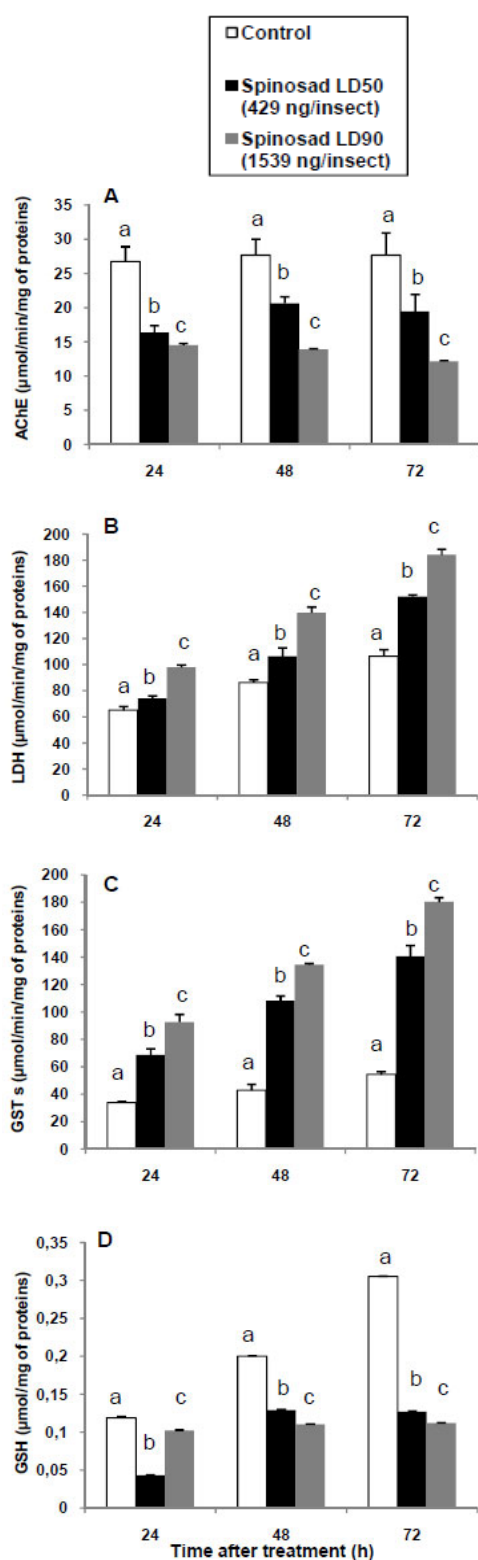 Control
Spinosad LD50
(429 ng/insect)
Spinosad LD90
(1539 ng/insect)
A
AChE (µmol/min/mg of proteins)
35
30
25
20
15
10
5
0
a
b
c
a
b
c
a
b
c
24
48
72
B
LDH (µmol/min/mg of proteins)
200
180
160
140
120
100
80
60
40
20
0
a
b
c
a
b
c
a
b
c
24
48
72
C
GST s (µmol/min/mg of proteins)
200
180
160
140
120
100
80
60
40
20
0
a
b
c
a
b
c
a
b
c
24
48
72
D
GSH (µmol/mg of proteins)
0,35
0,3
0,25
0,2
0,15
0,1
0,05
0
a
b
c
a
b
c
a
b
c
24
48
72
Time after treatment (h)